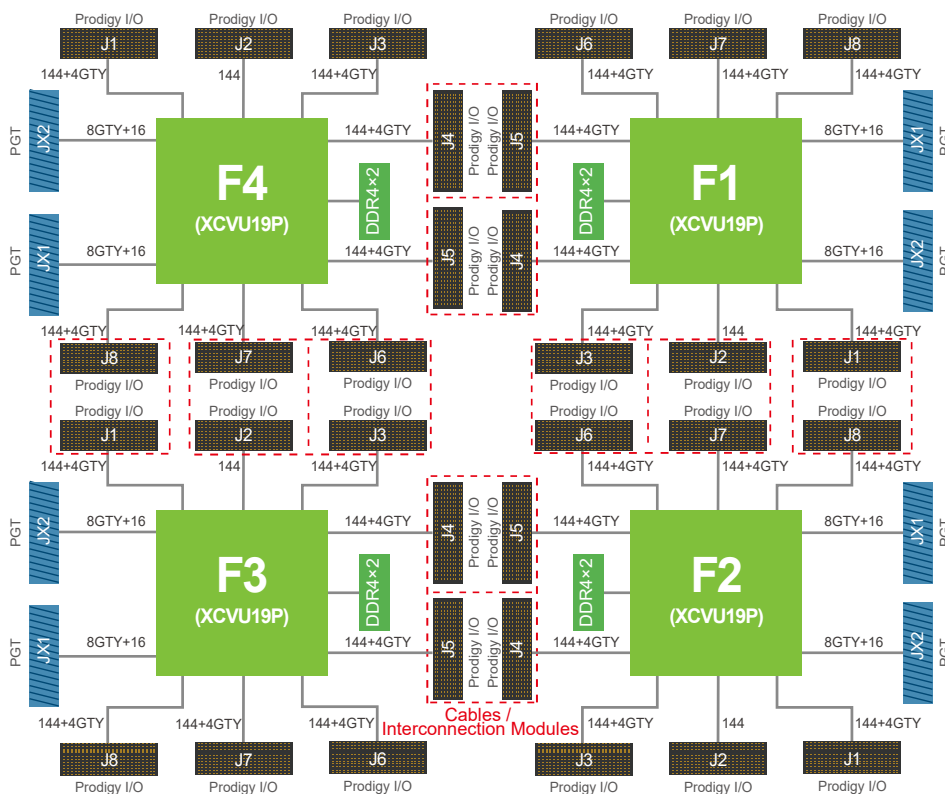 Prodigy I/O
J1
144+4GTY
Prodigy I/O
J2
144
Prodigy I/O
J3
144+4GTY
Prodigy I/O
J6
144+4GTY
Prodigy I/O
J7
144+4GTY
Prodigy I/O
J8
144+4GTY
PGT
JX2
8GTY+16
F4
(XCVU19P)
144+4GTY
DDR4×2
J4
Prodigy I/O
Prodigy I/O
J5
144+4GTY
DDR4×2
F1
(XCVU19P)
8GTY+16
JX1
PGT
PGT
JX1
8GTY+16
144+4GTY
J5
Prodigy I/O
Prodigy I/O
J4
144+4GTY
8GTY+16
JX2
PGT
144+4GTY
J8
Prodigy I/O
144+4GTY
J7
Prodigy I/O
144+4GTY
J6
Prodigy I/O
144+4GTY
J3
Prodigy I/O
144
J2
Prodigy I/O
144+4GTY
J1
Prodigy I/O
Prodigy I/O
J1
144+4GTY
Prodigy I/O
J2
144
Prodigy I/O
J3
144+4GTY
Prodigy I/O
J6
144+4GTY
Prodigy I/O
J7
144+4GTY
Prodigy I/O
J8
144+4GTY
PGT
JX2
8GTY+16
F3
(XCVU19P)
144+4GTY
DDR4×2
J4
Prodigy I/O
Prodigy I/O
J5
144+4GTY
DDR4×2
F2
(XCVU19P)
8GTY+16
JX1
PGT
PGT
JX1
8GTY+16
144+4GTY
J5
Prodigy I/O
Prodigy I/O
J4
144+4GTY
8GTY+16
JX2
PGT
Cables /
Interconnection Modules
144+4GTY
J8
Prodigy I/O
144+4GTY
J7
Prodigy I/O
144+4GTY
J6
Prodigy I/O
144+4GTY
J3
Prodigy I/O
144
J2
Prodigy I/O
144+4GTY
J1
Prodigy I/O